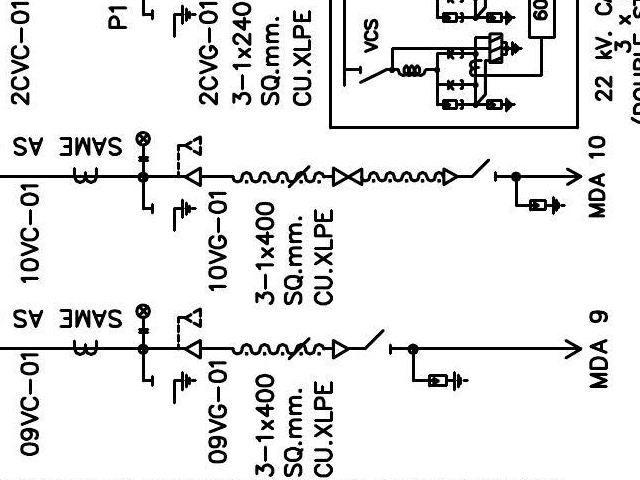 2CVC-01
P1
2CVG-01
3-1x240
SQ.mm.
CU.XLPE
VCS
60
22 kV.
3 x
SAME
AS
10VC-01
10VG-01
3-1x400
SQ.mm.
CU.XLPE
MDA 10
SAME
AS
09VC-01
09VG-01
3-1x400
SQ.mm.
CU.XLPE
MDA 9